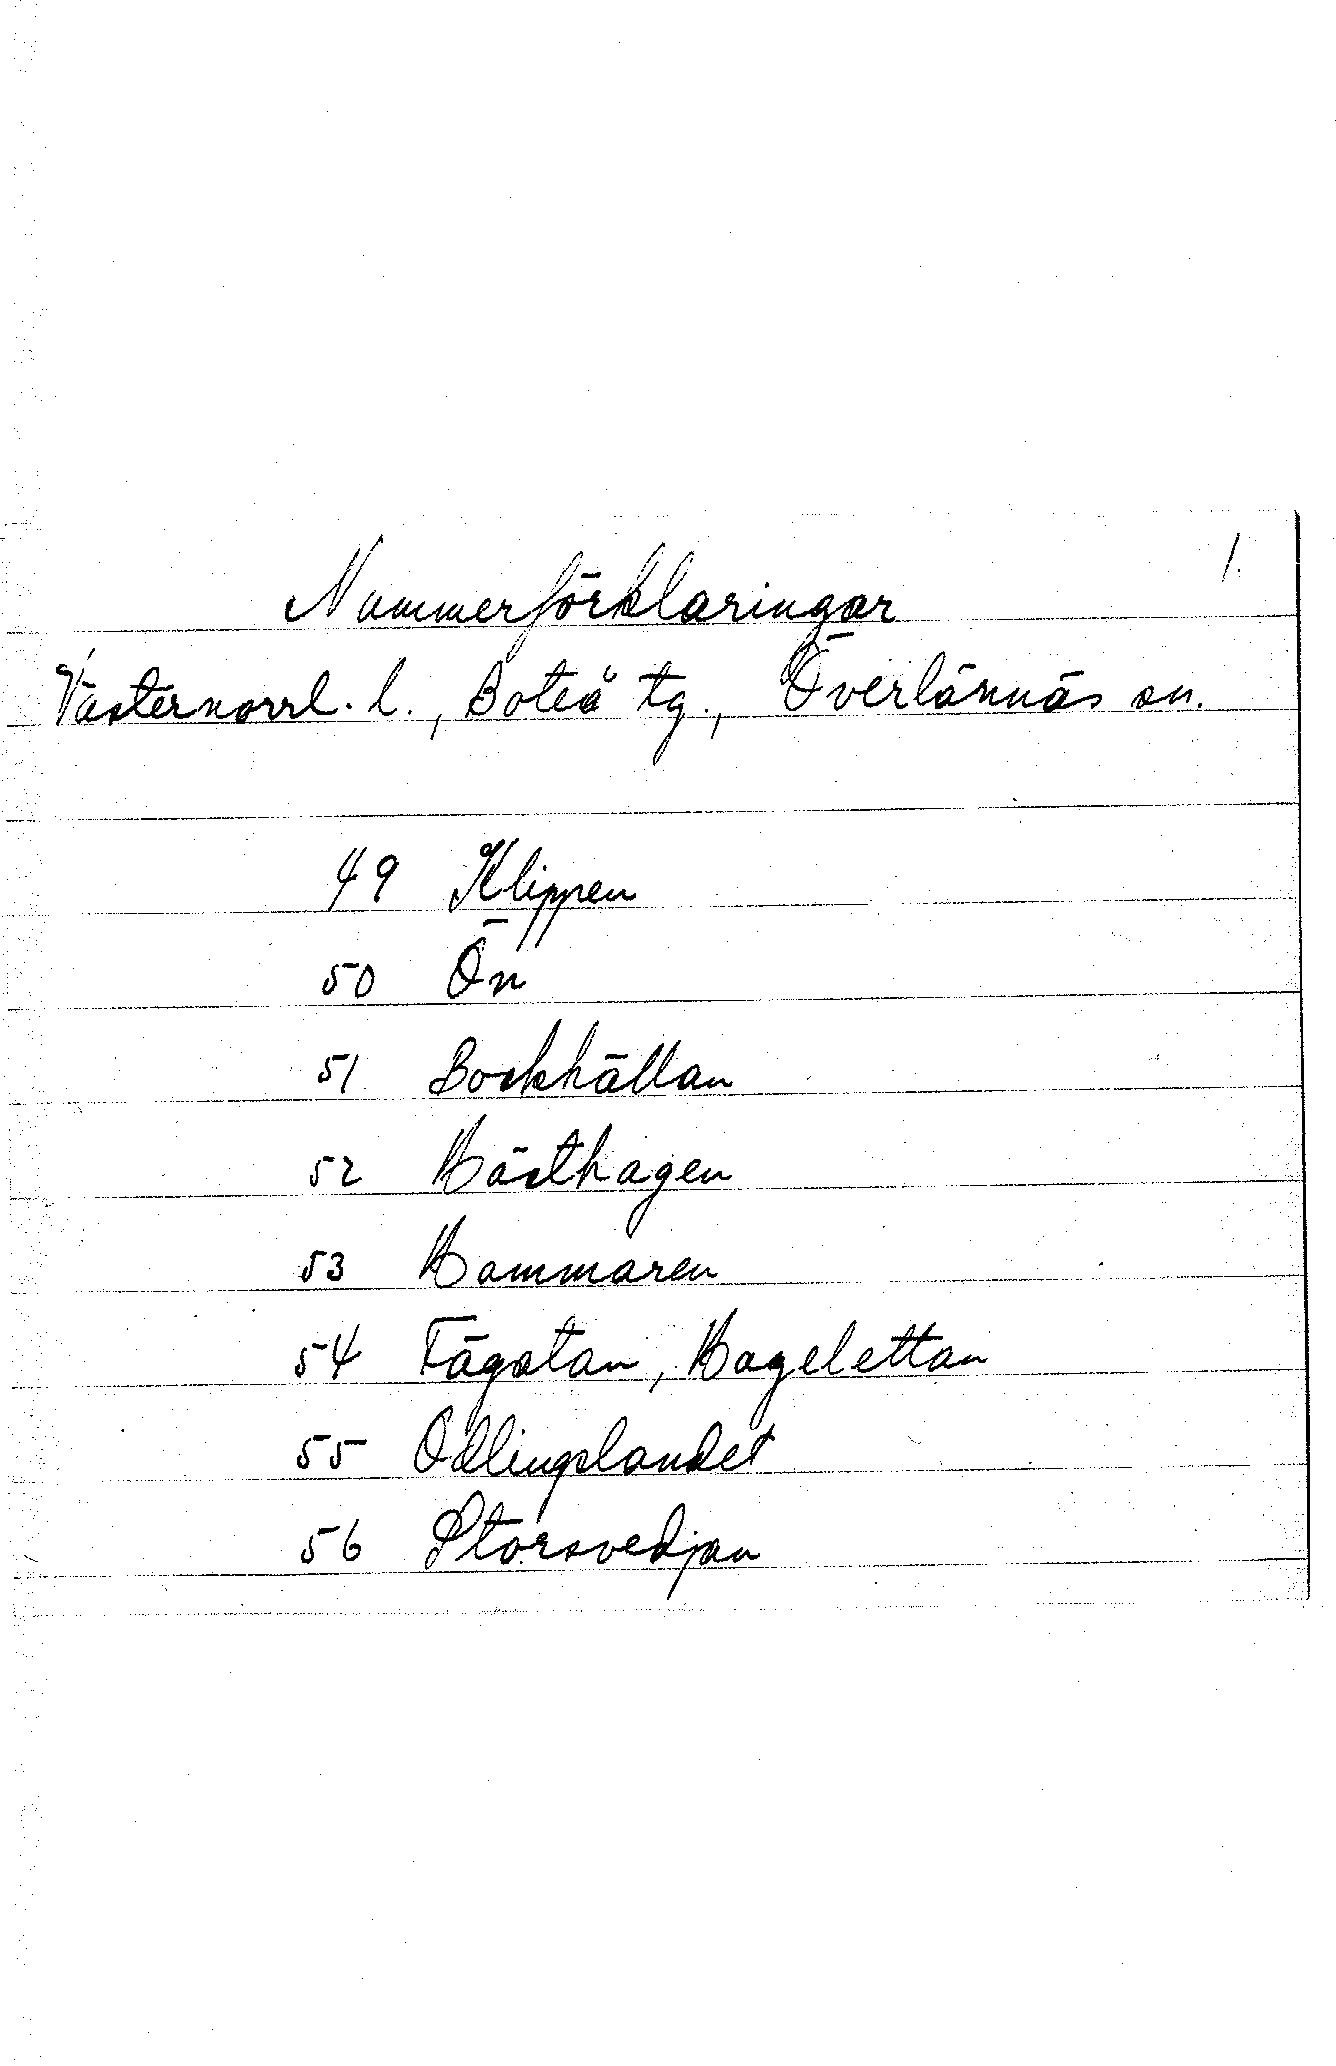 1.
Nummerförklaringar
Västernorrl. l., Boteå tg., Överlännäs sn.
49 Klippen
50 Ön
51 Bockhällan
52 Hästhagen
53 Hammaren
54 Fägatan, Hagelettan
55 Odlingslandet
56 Storsvedjan